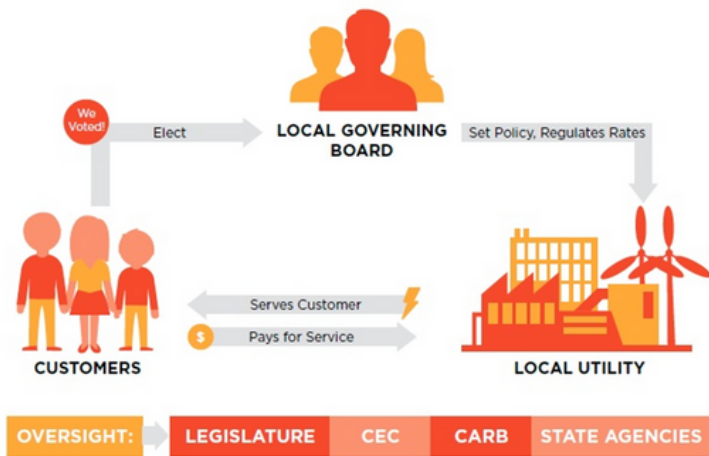 We
Voted!
Elect
LOCAL GOVERNING
BOARD
Set Policy, Regulates Rates
Serves Customer
$
Pays for Service
CUSTOMERS
LOCAL UTILITY
OVERSIGHT:
LEGISLATURE
CEC
CARB
STATE AGENCIES